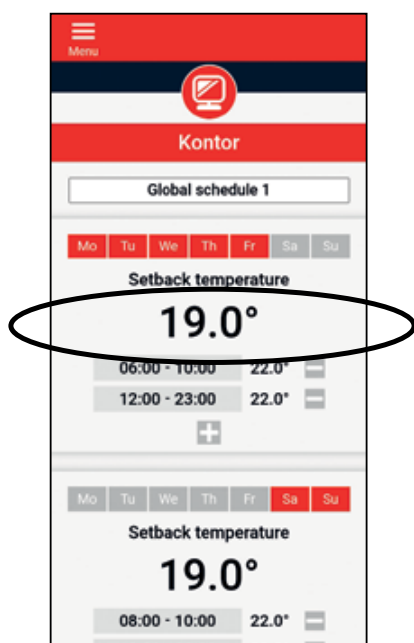 Menu
Kontor
Global schedule 1
Mo Tu We Th Fr Sa Su
Setback temperature
19.0°
06:00 - 10:00 22.0°
12:00 - 23:00 22.0°
Mo Tu We Th Fr Sa Su
Setback temperature
19.0°
08:00 - 10:00 22.0°